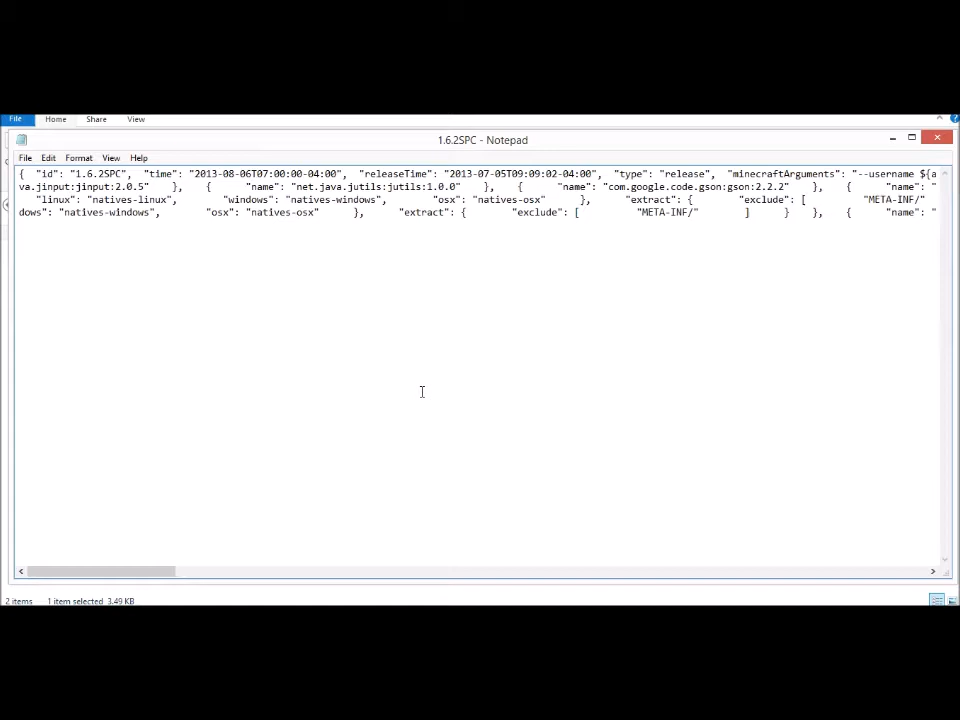 File Home Share View
1.6.2SPC - Notepad
File Edit Format View Help
{ "id": "1.6.2SPC", "time": "2013-08-06T07:00:00-04:00", "releaseTime": "2013-07-05T09:09:02-04:00", "type": "release", "minecraftArguments": "--username ${a
va.jinput:jinput:2.0.5" }, { "name": "net.java.jutils:jutils:1.0.0" }, { "name": "com.google.code.gson:gson:2.2.2" }, { "name": "
"linux": "natives-linux", "windows": "natives-windows", "osx": "natives-osx" }, "extract": { "exclude": [ "META-INF/"
dows": "natives-windows", "osx": "natives-osx" }, "extract": { "exclude": [ "META-INF/" ] } }, { "name": "
2 items 1 item selected 3.49 KB